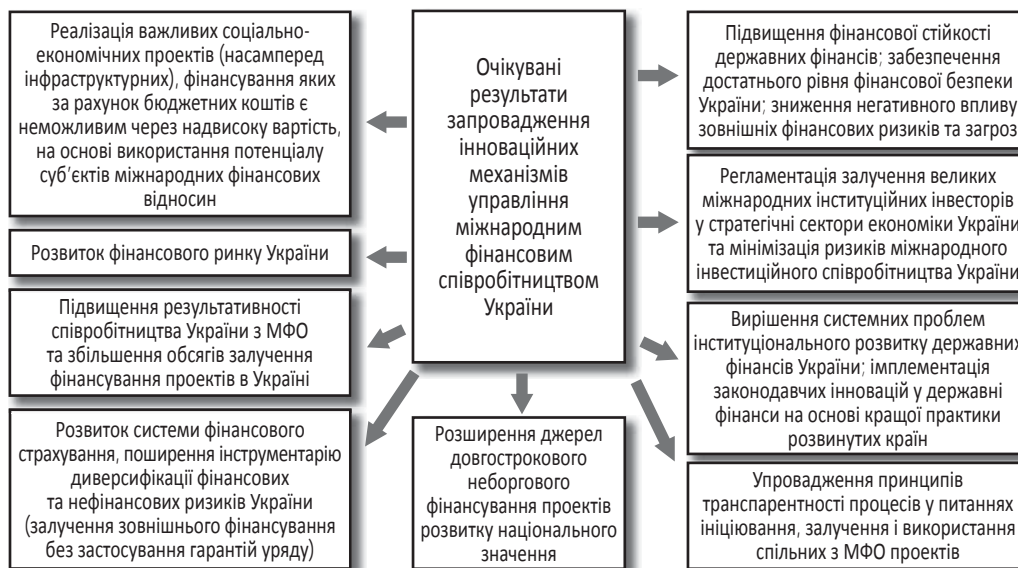 Реалізація важливих соціально-
економічних проектів (насамперед
інфраструктурних), фінансування яких
за рахунок бюджетних коштів є
неможливим через надвисоку вартість,
на основі використання потенціалу
суб’єктів міжнародних фінансових
відносин
Розвиток фінансового ринку України
Підвищення результативності
співробітництва України з МФО
та збільшення обсягів залучення
фінансування проектів в Україні
Розвиток системи фінансового
страхування, поширення інструментарію
диверсифікації фінансових
та нефінансових ризиків України
(залучення зовнішнього фінансування
без застосування гарантій уряду)
Очікувані
результати
запровадження
інноваційних
механізмів
управління
міжнародним
фінансовим
співробітництвом
України
Розширення джерел
довгострокового
неборгового
фінансування проектів
розвитку національного
значення
Підвищення фінансової стійкості
державних фінансів; забезпечення
достатнього рівня фінансової безпеки
України; зниження негативного впливу
зовнішніх фінансових ризиків та загроз
Регламентація залучення великих
міжнародних інституційних інвесторів
у стратегічні сектори економіки України
та мінімізація ризиків міжнародного
інвестиційного співробітництва України
Вирішення системних проблем
інституціонального розвитку державних
фінансів України; імплементація
законодавчих інновацій у державні
фінанси на основі кращої практики
розвинутих країн
Упровадження принципів
транспарентності процесів у питаннях
ініціювання, залучення і використання
спільних з МФО проектів